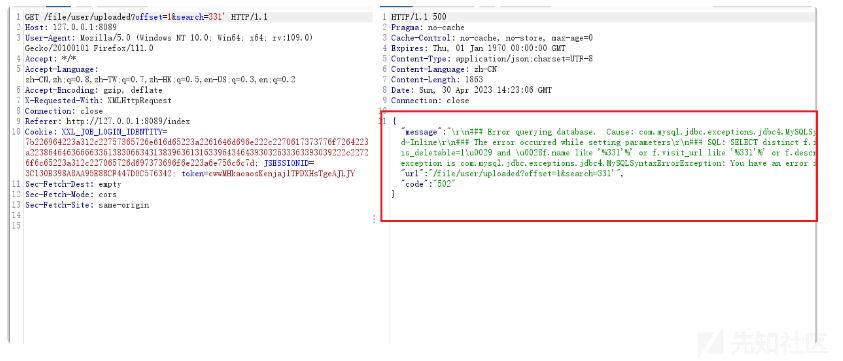 1 GET /file/user/uploaded?offset=1&search=331' HTTP/1.1
2 Host: 127.0.0.1:8089
3 User-Agent: Mozilla/5.0 (Windows NT 10.0; Win64; x64; rv:109.0)
Gecko/20100101 Firefox/111.0
4 Accept: */*
5 Accept-Language:
zh-CN,zh;q=0.8,zh-TW;q=0.7,zh-HK;q=0.5,en-US;q=0.3,en;q=0.2
6 Accept-Encoding: gzip, deflate
7 X-Requested-With: XMLHttpRequest
8 Connection: close
9 Referer: http://127.0.0.1:8089/index
10 Cookie: XXL_JOB_LOGIN_IDENTITY=
JSESSIONID=
token=
11 Sec-Fetch-Dest: empty
12 Sec-Fetch-Mode: cors
13 Sec-Fetch-Site: same-origin
14
15
1 HTTP/1.1 500
2 Pragma: no-cache
3 Cache-Control: no-cache, no-store, max-age=0
4 Expires: Thu, 01 Jan 1970 00:00:00 GMT
5 Content-Type: application/json;charset=UTF-8
6 Content-Language: zh-CN
7 Content-Length: 1863
8 Date: Sun, 30 Apr 2023 14:23:06 GMT
9 Connection: close
10
11 {
"message":"\r\n### Error querying database. Cause: com.mysql.jdbc.exceptions.jdbc4.MySQLSy
d-Inline\r\n### The error occurred while setting parameters\r\n### SQL: SELECT distinct f.i
is_deletable=1\u0029 and \u0028f.name like '%331'%' or f.visit_url like '%331'%' or f.descr
exception is com.mysql.jdbc.exceptions.jdbc4.MySQLSyntaxErrorException: You have an error i
"url":"/file/user/uploaded?offset=1&search=331'",
"code":"502"
}
先知社区